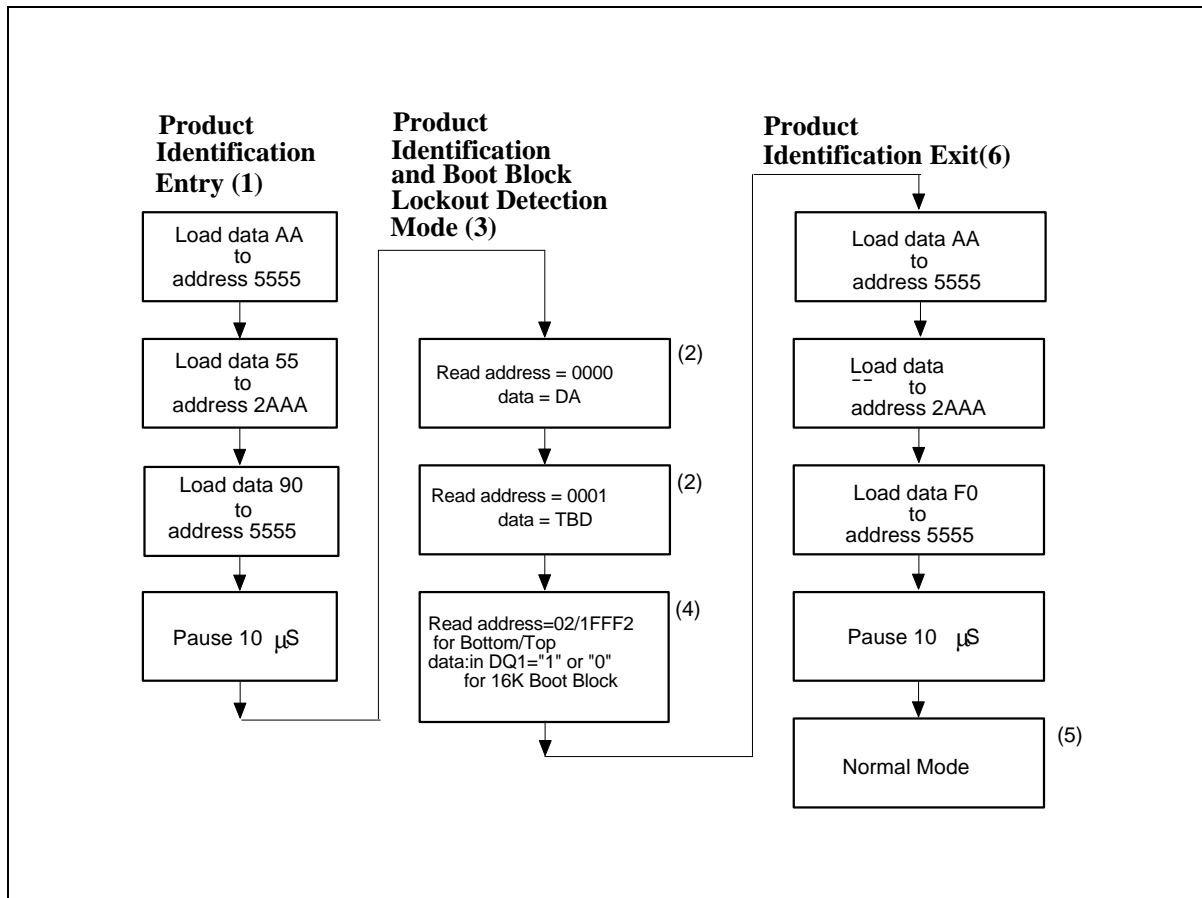 Product
Identification
Entry (1)
Load data AA
to
address 5555
Load data 55
to
address 2AAA
Load data 90
to
address 5555
Pause 10 μS
Product
Identification
and Boot Block
Lockout Detection
Mode (3)
Read address = 0000
data = DA
(2)
Read address = 0001
data = TBD
(2)
Read address=02/1FFF2
for Bottom/Top
data:in DQ1="1" or "0"
for 16K Boot Block
(4)
Product
Identification Exit(6)
Load data AA
to
address 5555
Load data
to
address 2AAA
Load data F0
to
address 5555
Pause 10 μS
Normal Mode
(5)